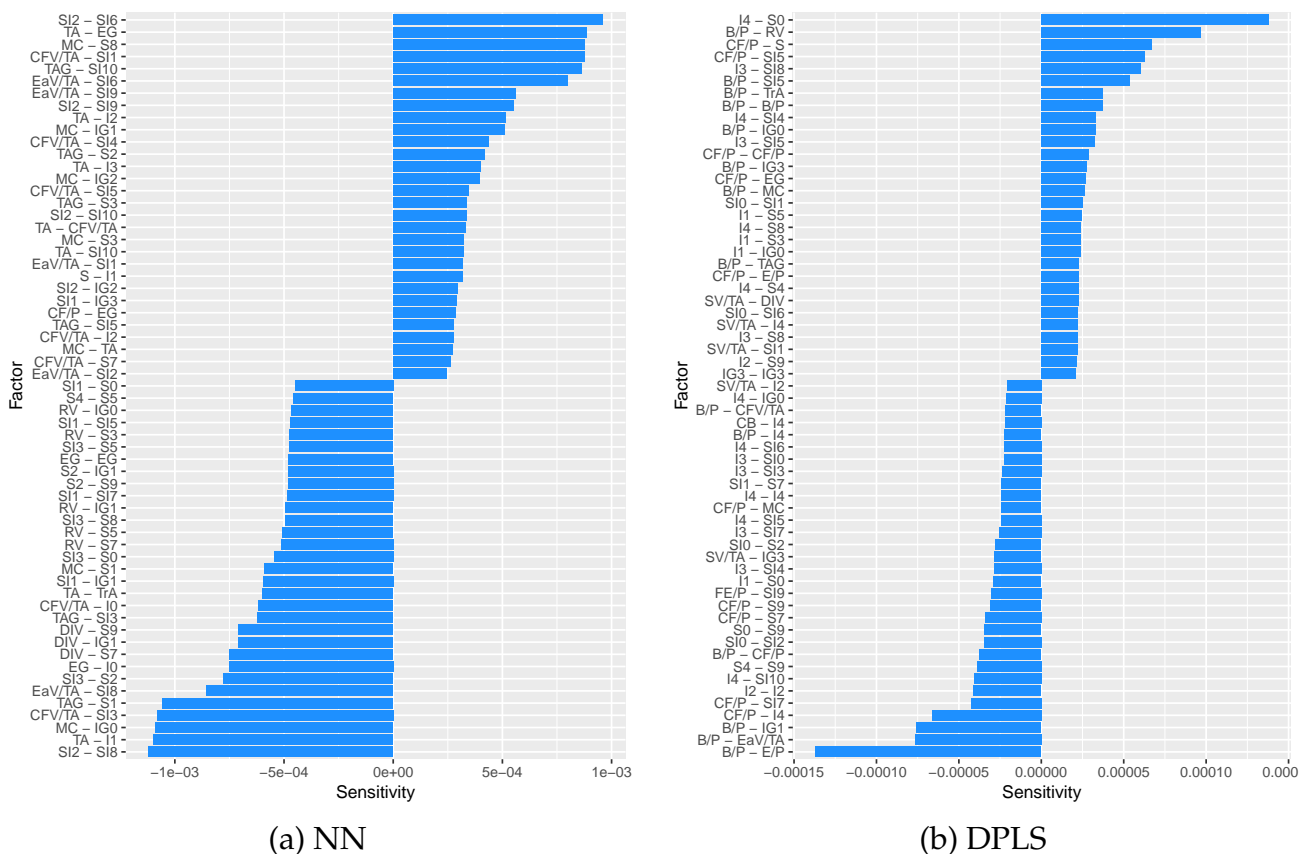 SI2 − SI6
TA − EG
MC − S8
CFV/TA − SI1
TAG − SI10
EaV/TA − SI6
EaV/TA − SI9
SI2 − SI9
TA − I2
MC − IG1
CFV/TA − SI4
TAG − S2
TA − I3
MC − IG2
CFV/TA − SI5
TAG − S3
SI2 − SI10
TA − CFV/TA
MC − S3
TA − SI10
EaV/TA − SI1
S − I1
SI2 − IG2
SI1 − IG3
CF/P − EG
TAG − SI5
CFV/TA − I2
MC − TA
CFV/TA − S7
EaV/TA − SI2
SI1 − S0
S4 − S5
RV − IG0
SI1 − SI5
RV − S3
SI3 − S5
EG − EG
S2 − IG1
S2 − S9
SI1 − SI7
RV − IG1
SI3 − S8
RV − S5
RV − S7
SI3 − S0
MC − S1
SI1 − IG1
TA − TrA
CFV/TA − I0
TAG − SI3
DIV − S9
DIV − IG1
DIV − S7
EG − I0
SI3 − S2
EaV/TA − SI8
TAG − S1
CFV/TA − SI3
MC − IG0
TA − I1
SI2 − SI8
Factor
−1e−03 −5e−04 0e+00 5e−04 1e−03
Sensitivity
(a) NN
I4 − S0
B/P − RV
CF/P − S
CF/P − SI5
I3 − SI8
B/P − SI5
B/P − TrA
B/P − B/P
I4 − SI4
B/P − IG0
I3 − SI5
CF/P − CF/P
B/P − IG3
CF/P − EG
B/P − MC
SI0 − SI1
I1 − S5
I4 − S8
I1 − S3
I1 − IG0
B/P − TAG
CF/P − E/P
I4 − S4
SV/TA − DIV
SI0 − SI6
SV/TA − I4
I3 − S8
SV/TA − SI1
I2 − S9
IG3 − IG3
SV/TA − I2
I4 − IG0
B/P − CFV/TA
CB − I4
B/P − I4
I4 − SI6
I3 − SI0
I3 − SI3
SI1 − S7
I4 − I4
CF/P − MC
I4 − SI5
I3 − SI7
SI0 − S2
SV/TA − IG3
I3 − SI4
I1 − S0
FE/P − SI9
CF/P − S9
CF/P − S7
S0 − S9
SI0 − SI2
B/P − CF/P
S4 − S9
I4 − SI10
I2 − I2
CF/P − SI7
CF/P − I4
B/P − IG1
B/P − EaV/TA
B/P − E/P
Factor
−0.00015 −0.00010 −0.00005 0.00000 0.00005 0.00010 0.000
Sensitivity
(b) DPLS